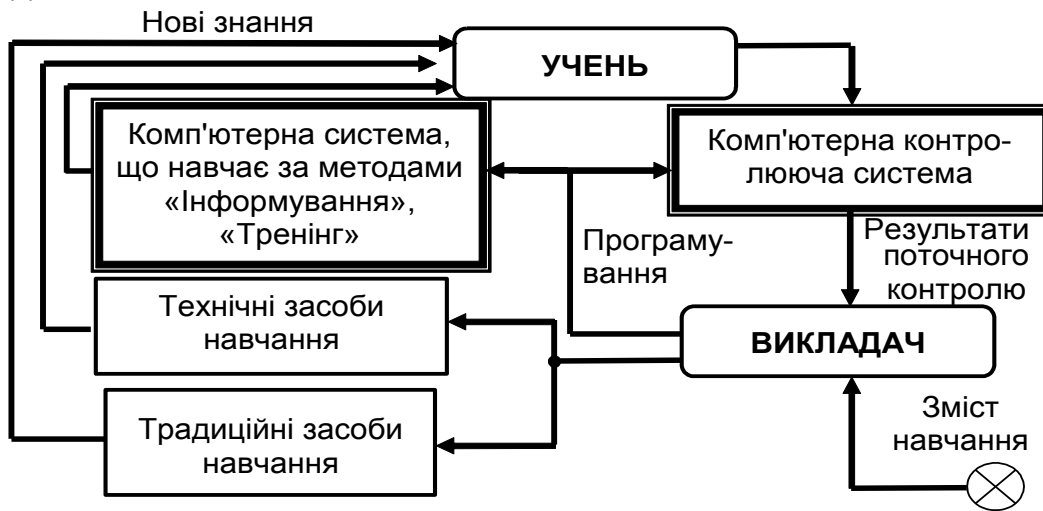 Нові знання
УЧЕНЬ
Комп'ютерна система,
що навчає за методами
«Інформування»,
«Тренінг»
Комп'ютерна контро-
лююча система
Програму-
вання
Результати
поточного
контролю
Технічні засоби
навчання
ВИКЛАДАЧ
Традиційні засоби
навчання
Зміст
навчання